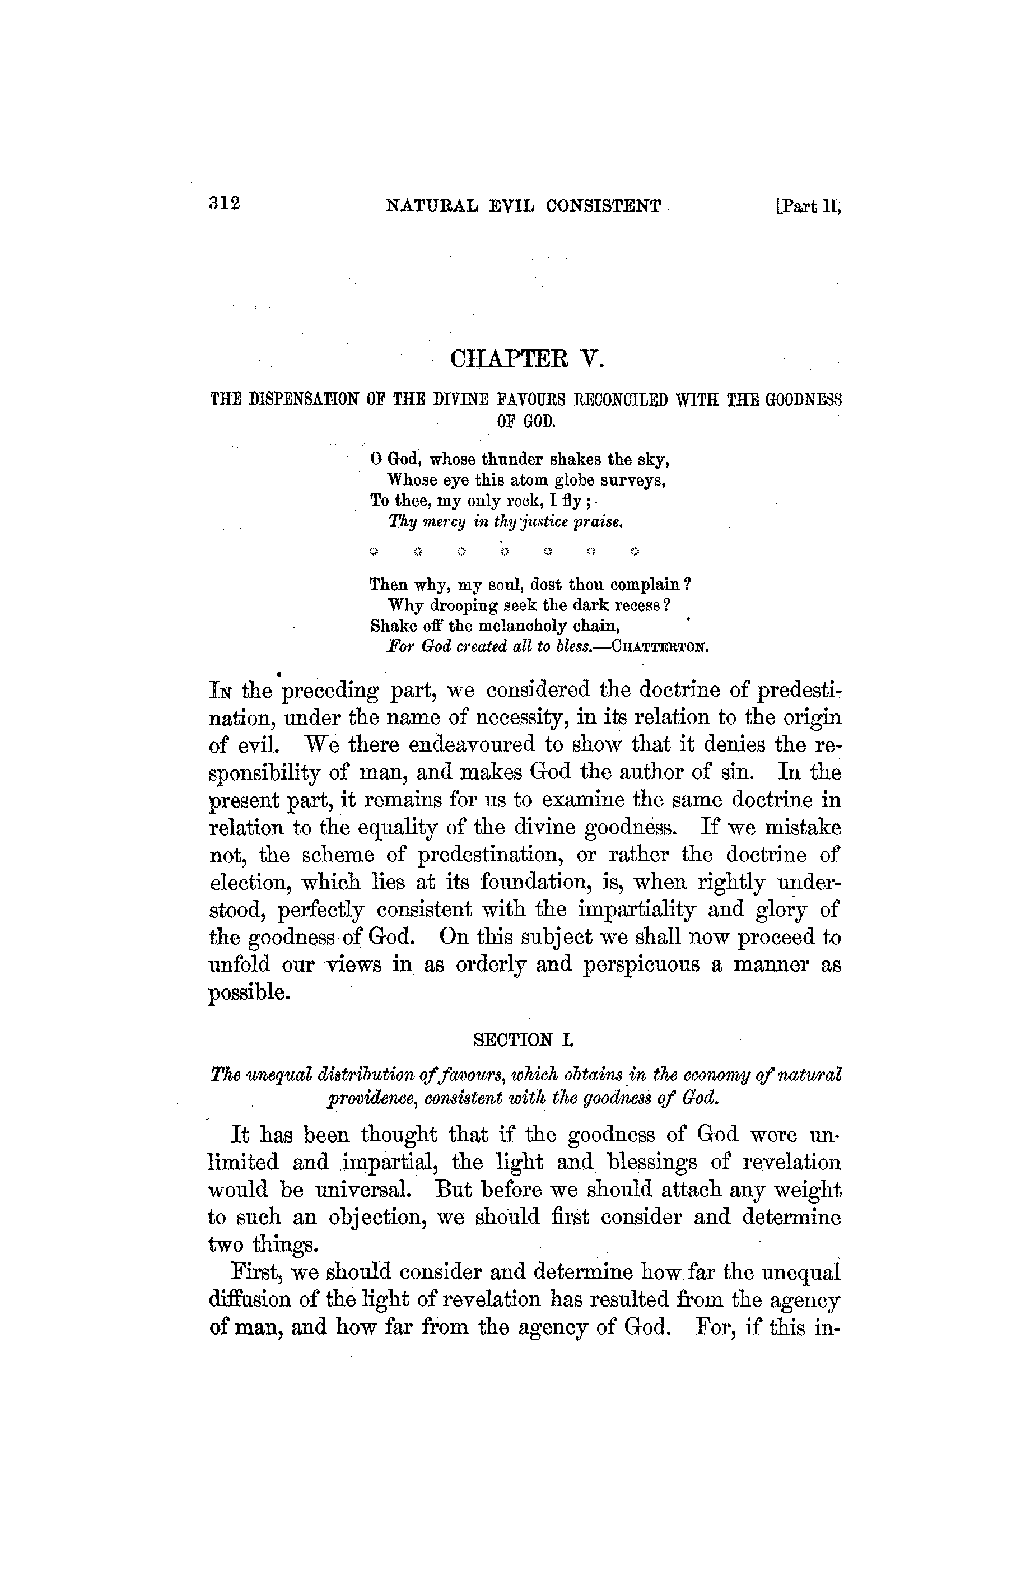 312 NATURAL EVIL CONSISTENT [Part II,
CHAPTER V.
THE DISPENSATION OF THE DIVINE FAVOURS RECONCILED WITH THE GOODNESS
OF GOD.
O God, whose thunder shakes the sky,
Whose eye this atom globe surveys,
To thee, my only rock, I fly;
Thy mercy in thy justice praise.
* * * * * * *
Then why, my soul, dost thou complain?
Why drooping seek the dark recess?
Shake off the melancholy chain,
For God created all to bless.—CHATTERTON.
IN the preceding part, we considered the doctrine of predesti-
nation, under the name of necessity, in its relation to the origin
of evil. We there endeavoured to show that it denies the re-
sponsibility of man, and makes God the author of sin. In the
present part, it remains for us to examine the same doctrine in
relation to the equality of the divine goodness. If we mistake
not, the scheme of predestination, or rather the doctrine of
election, which lies at its foundation, is, when rightly under-
stood, perfectly consistent with the impartiality and glory of
the goodness of God. On this subject we shall now proceed to
unfold our views in as orderly and perspicuous a manner as
possible.
SECTION I.
The unequal distribution of favours, which obtains in the economy of natural
providence, consistent with the goodness of God.
It has been thought that if the goodness of God were un-
limited and impartial, the light and blessings of revelation
would be universal. But before we should attach any weight
to such an objection, we should first consider and determine
two things.
First, we should consider and determine how far the unequal
diffusion of the light of revelation has resulted from the agency
of man, and how far from the agency of God. For, if this in-